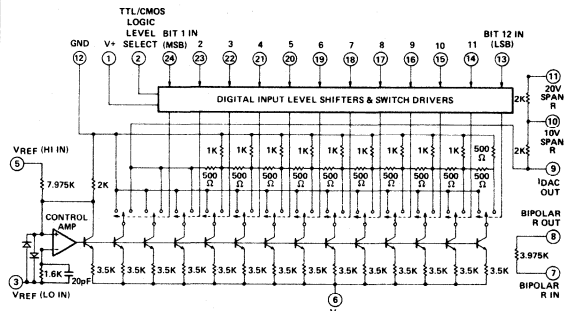 TTL/CMOS
LOGIC
LEVEL
SELECT
GND
V+
BIT 1 IN
(MSB)
2
3
4
5
6
7
8
9
10
11
BIT 12 IN
(LSB)
12
1
2
24
23
22
21
20
19
18
17
16
15
14
13
DIGITAL INPUT LEVEL SHIFTERS & SWITCH DRIVERS
11
20V
SPAN
R
2K
10
10V
SPAN
R
2K
9
IDAC
OUT
VREF (HI IN)
5
7.975K
2K
1K
1K
1K
1K
1K
1K
1K
1K
500
Ω
500
Ω
500
Ω
500
Ω
500
Ω
500
Ω
500
Ω
500
Ω
500
Ω
CONTROL
AMP
1.6K
20pF
3
VREF (LO IN)
3.5K
3.5K
3.5K
3.5K
3.5K
3.5K
3.5K
3.5K
3.5K
3.5K
3.5K
3.5K
3.5K
6
BIPOLAR
R OUT
8
3.975K
7
BIPOLAR
R IN